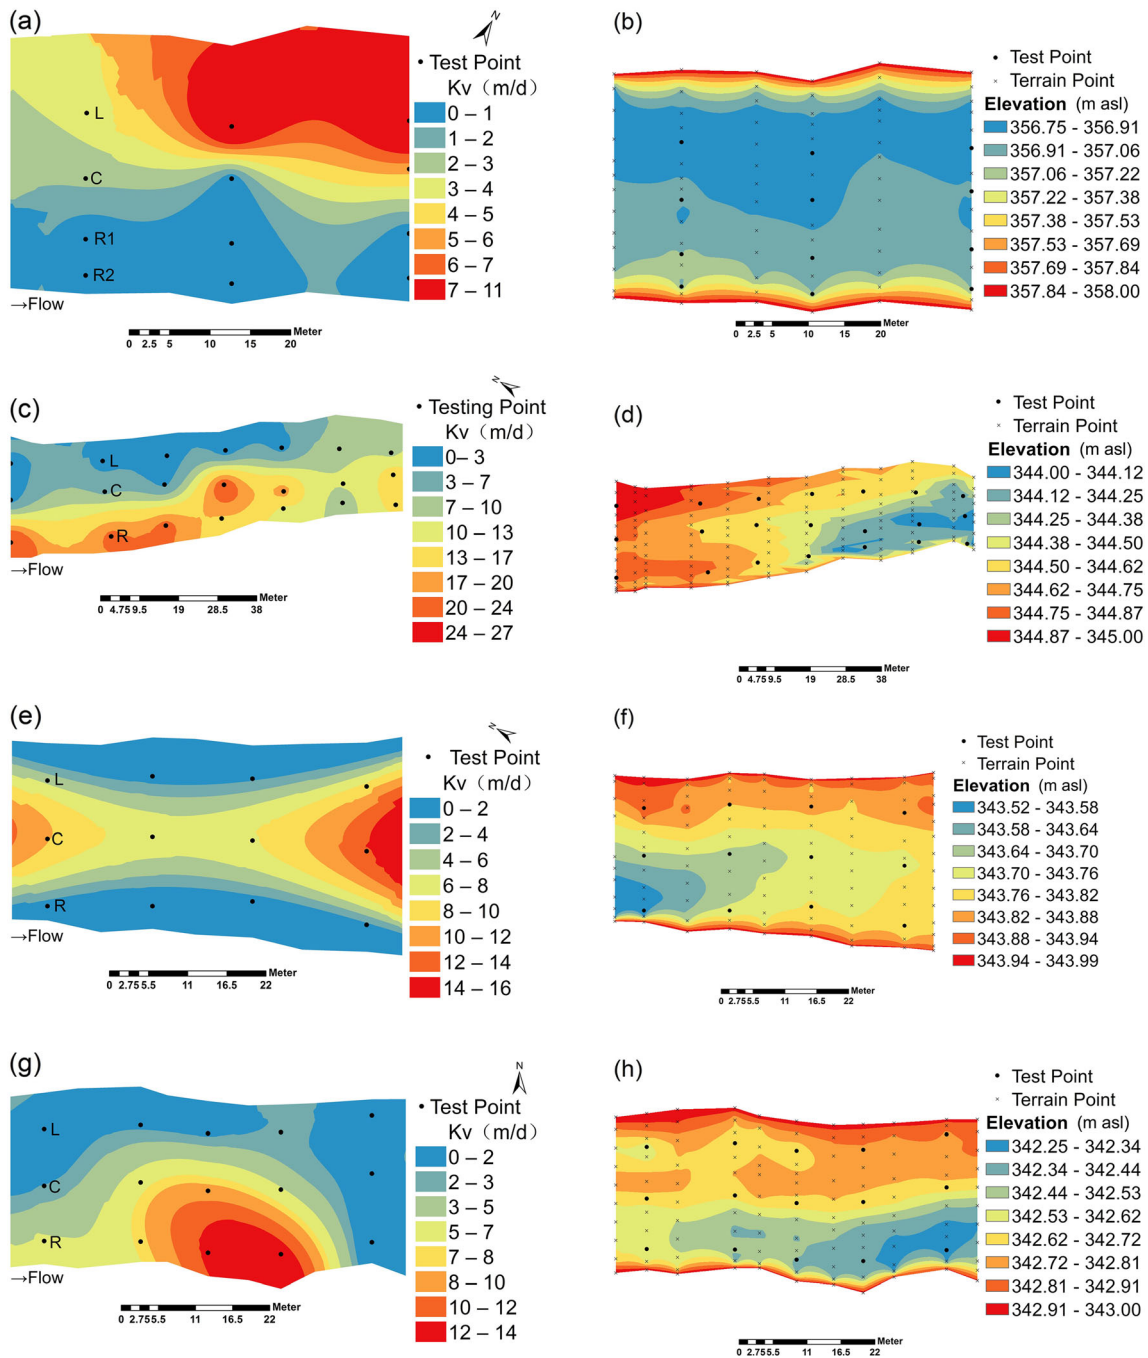 (a)
N
Test Point
Kv (m/d)
0 – 1
1 – 2
2 – 3
3 – 4
4 – 5
5 – 6
6 – 7
7 – 11
L
C
R1
R2
→Flow
Meter
0 2.5 5 10 15 20
(b)
Test Point
Terrain Point
Elevation (m asl)
356.75 - 356.91
356.91 - 357.06
357.06 - 357.22
357.22 - 357.38
357.38 - 357.53
357.53 - 357.69
357.69 - 357.84
357.84 - 358.00
Meter
0 2.5 5 10 15 20
(c)
N
Testing Point
Kv (m/d)
0– 3
3 – 7
7 – 10
10 – 13
13 – 17
17 – 20
20 – 24
24 – 27
L
C
R
→Flow
Meter
0 4.75 9.5 19 28.5 38
(d)
Test Point
Terrain Point
Elevation (m asl)
344.00 - 344.12
344.12 - 344.25
344.25 - 344.38
344.38 - 344.50
344.50 - 344.62
344.62 - 344.75
344.75 - 344.87
344.87 - 345.00
Meter
0 4.75 9.5 19 28.5 38
(e)
N
Test Point
Kv (m/d)
0 – 2
2 – 4
4 – 6
6 – 8
8 – 10
10 – 12
12 – 14
14 – 16
L
C
R
→Flow
Meter
0 2.75 5.5 11 16.5 22
(f)
Test Point
Terrain Point
Elevation (m asl)
343.52 - 343.58
343.58 - 343.64
343.64 - 343.70
343.70 - 343.76
343.76 - 343.82
343.82 - 343.88
343.88 - 343.94
343.94 - 343.99
Meter
0 2.75 5.5 11 16.5 22
(g)
N
Test Point
Kv (m/d)
0 – 2
2 – 3
3 – 5
5 – 7
7 – 8
8 – 10
10 – 12
12 – 14
L
C
R
→Flow
Meter
0 2.75 5.5 11 16.5 22
(h)
Test Point
Terrain Point
Elevation (m asl)
342.25 - 342.34
342.34 - 342.44
342.44 - 342.53
342.53 - 342.62
342.62 - 342.72
342.72 - 342.81
342.81 - 342.91
342.91 - 343.00
Meter
0 2.75 5.5 11 16.5 22